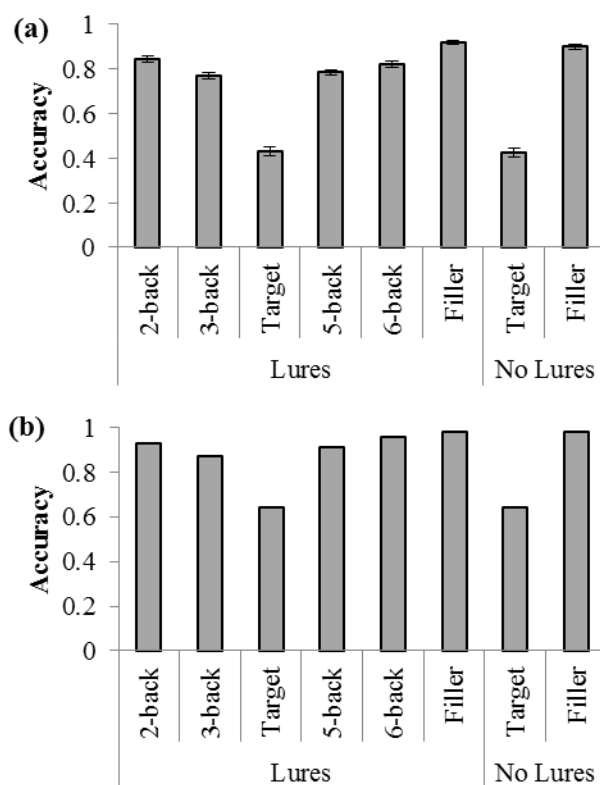 (a)
Accuracy
1
0.8
0.6
0.4
0.2
0
2-back
3-back
Target
5-back
6-back
Filler
Target
Filler
Lures
No Lures
(b)
Accuracy
1
0.8
0.6
0.4
0.2
0
2-back
3-back
Target
5-back
6-back
Filler
Target
Filler
Lures
No Lures